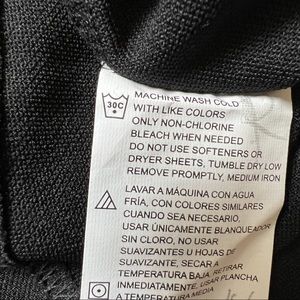 30C
MACHINE WASH COLD
WITH LIKE COLORS
ONLY NON-CHLORINE
BLEACH WHEN NEEDED
DO NOT USE SOFTENERS OR
DRYER SHEETS, TUMBLE DRY LOW
REMOVE PROMPTLY, MEDIUM IRON
LAVAR A MÁQUINA CON AGUA
FRÍA, CON COLORES SIMILARES
CUANDO SEA NECESARIO,
USAR ÚNICAMENTE BLANQUEADOR
SIN CLORO, NO USAR
SUAVIZANTES U HOJAS DE
SUAVIZANTE, SECAR A
TEMPERATURA BAJA, RETIRAR
INMEDIATAMENTE, USAR PLANCHA
A TEMPERATURA MEDIA